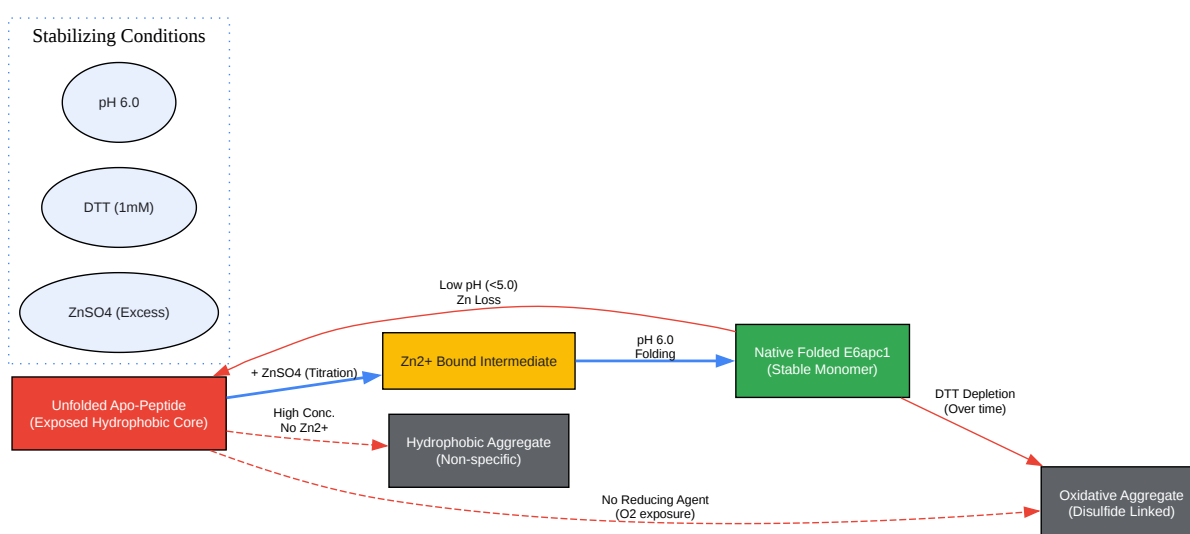 Stabilizing Conditions
pH 6.0
DTT (1mM)
ZnSO4 (Excess)
Low pH (<5.0)
Zn Loss
+ ZnSO4 (Titration)
Zn2+ Bound Intermediate
pH 6.0
Folding
Native Folded E6apc1
(Stable Monomer)
Unfolded Apo-Peptide
(Exposed Hydrophobic Core)
High Conc.
No Zn2+
Hydrophobic Aggregate
(Non-specific)
DTT Depletion
(Over time)
No Reducing Agent
(O2 exposure)
Oxidative Aggregate
(Disulfide Linked)